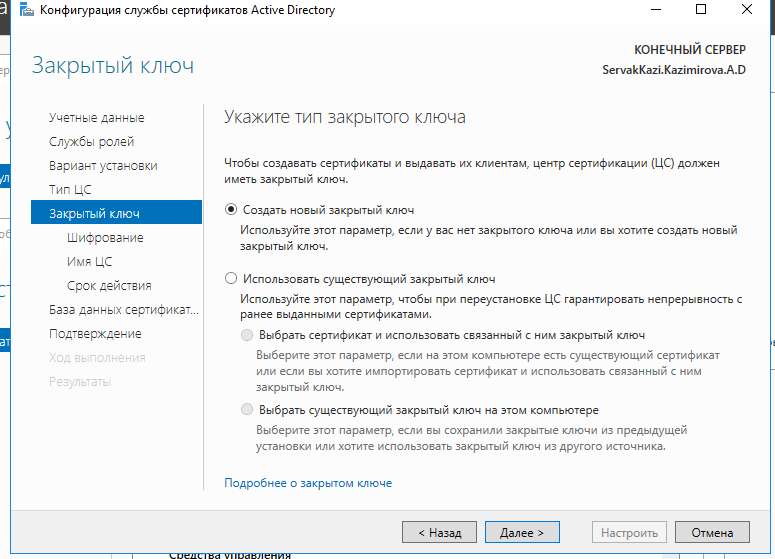 Конфигурация службы сертификатов Active Directory
Закрытый ключ
КОНЕЧНЫЙ СЕРВЕР
ServakKazi.Kazimirova.A.D
Учетные данные
Службы ролей
Вариант установки
Тип ЦС
Закрытый ключ
Шифрование
Имя ЦС
Срок действия
База данных сертификат...
Подтверждение
Ход выполнения
Результаты
Укажите тип закрытого ключа
Чтобы создавать сертификаты и выдавать их клиентам, центр сертификации (ЦС) должен
иметь закрытый ключ.
Создать новый закрытый ключ
Используйте этот параметр, если у вас нет закрытого ключа или вы хотите создать новый
закрытый ключ.
Использовать существующий закрытый ключ
Используйте этот параметр, чтобы при переустановке ЦС гарантировать непрерывность с
ранее выданными сертификатами.
Выбрать сертификат и использовать связанный с ним закрытый ключ
Выберите этот параметр, если на этом компьютере есть существующий сертификат
или если вы хотите импортировать сертификат и использовать связанный с ним
закрытый ключ.
Выбрать существующий закрытый ключ на этом компьютере
Выберите этот параметр, если вы сохранили закрытые ключи из предыдущей
установки или хотите использовать закрытый ключ из другого источника.
Подробнее о закрытом ключе
< Назад
Далее >
Настроить
Отмена
Средства управления